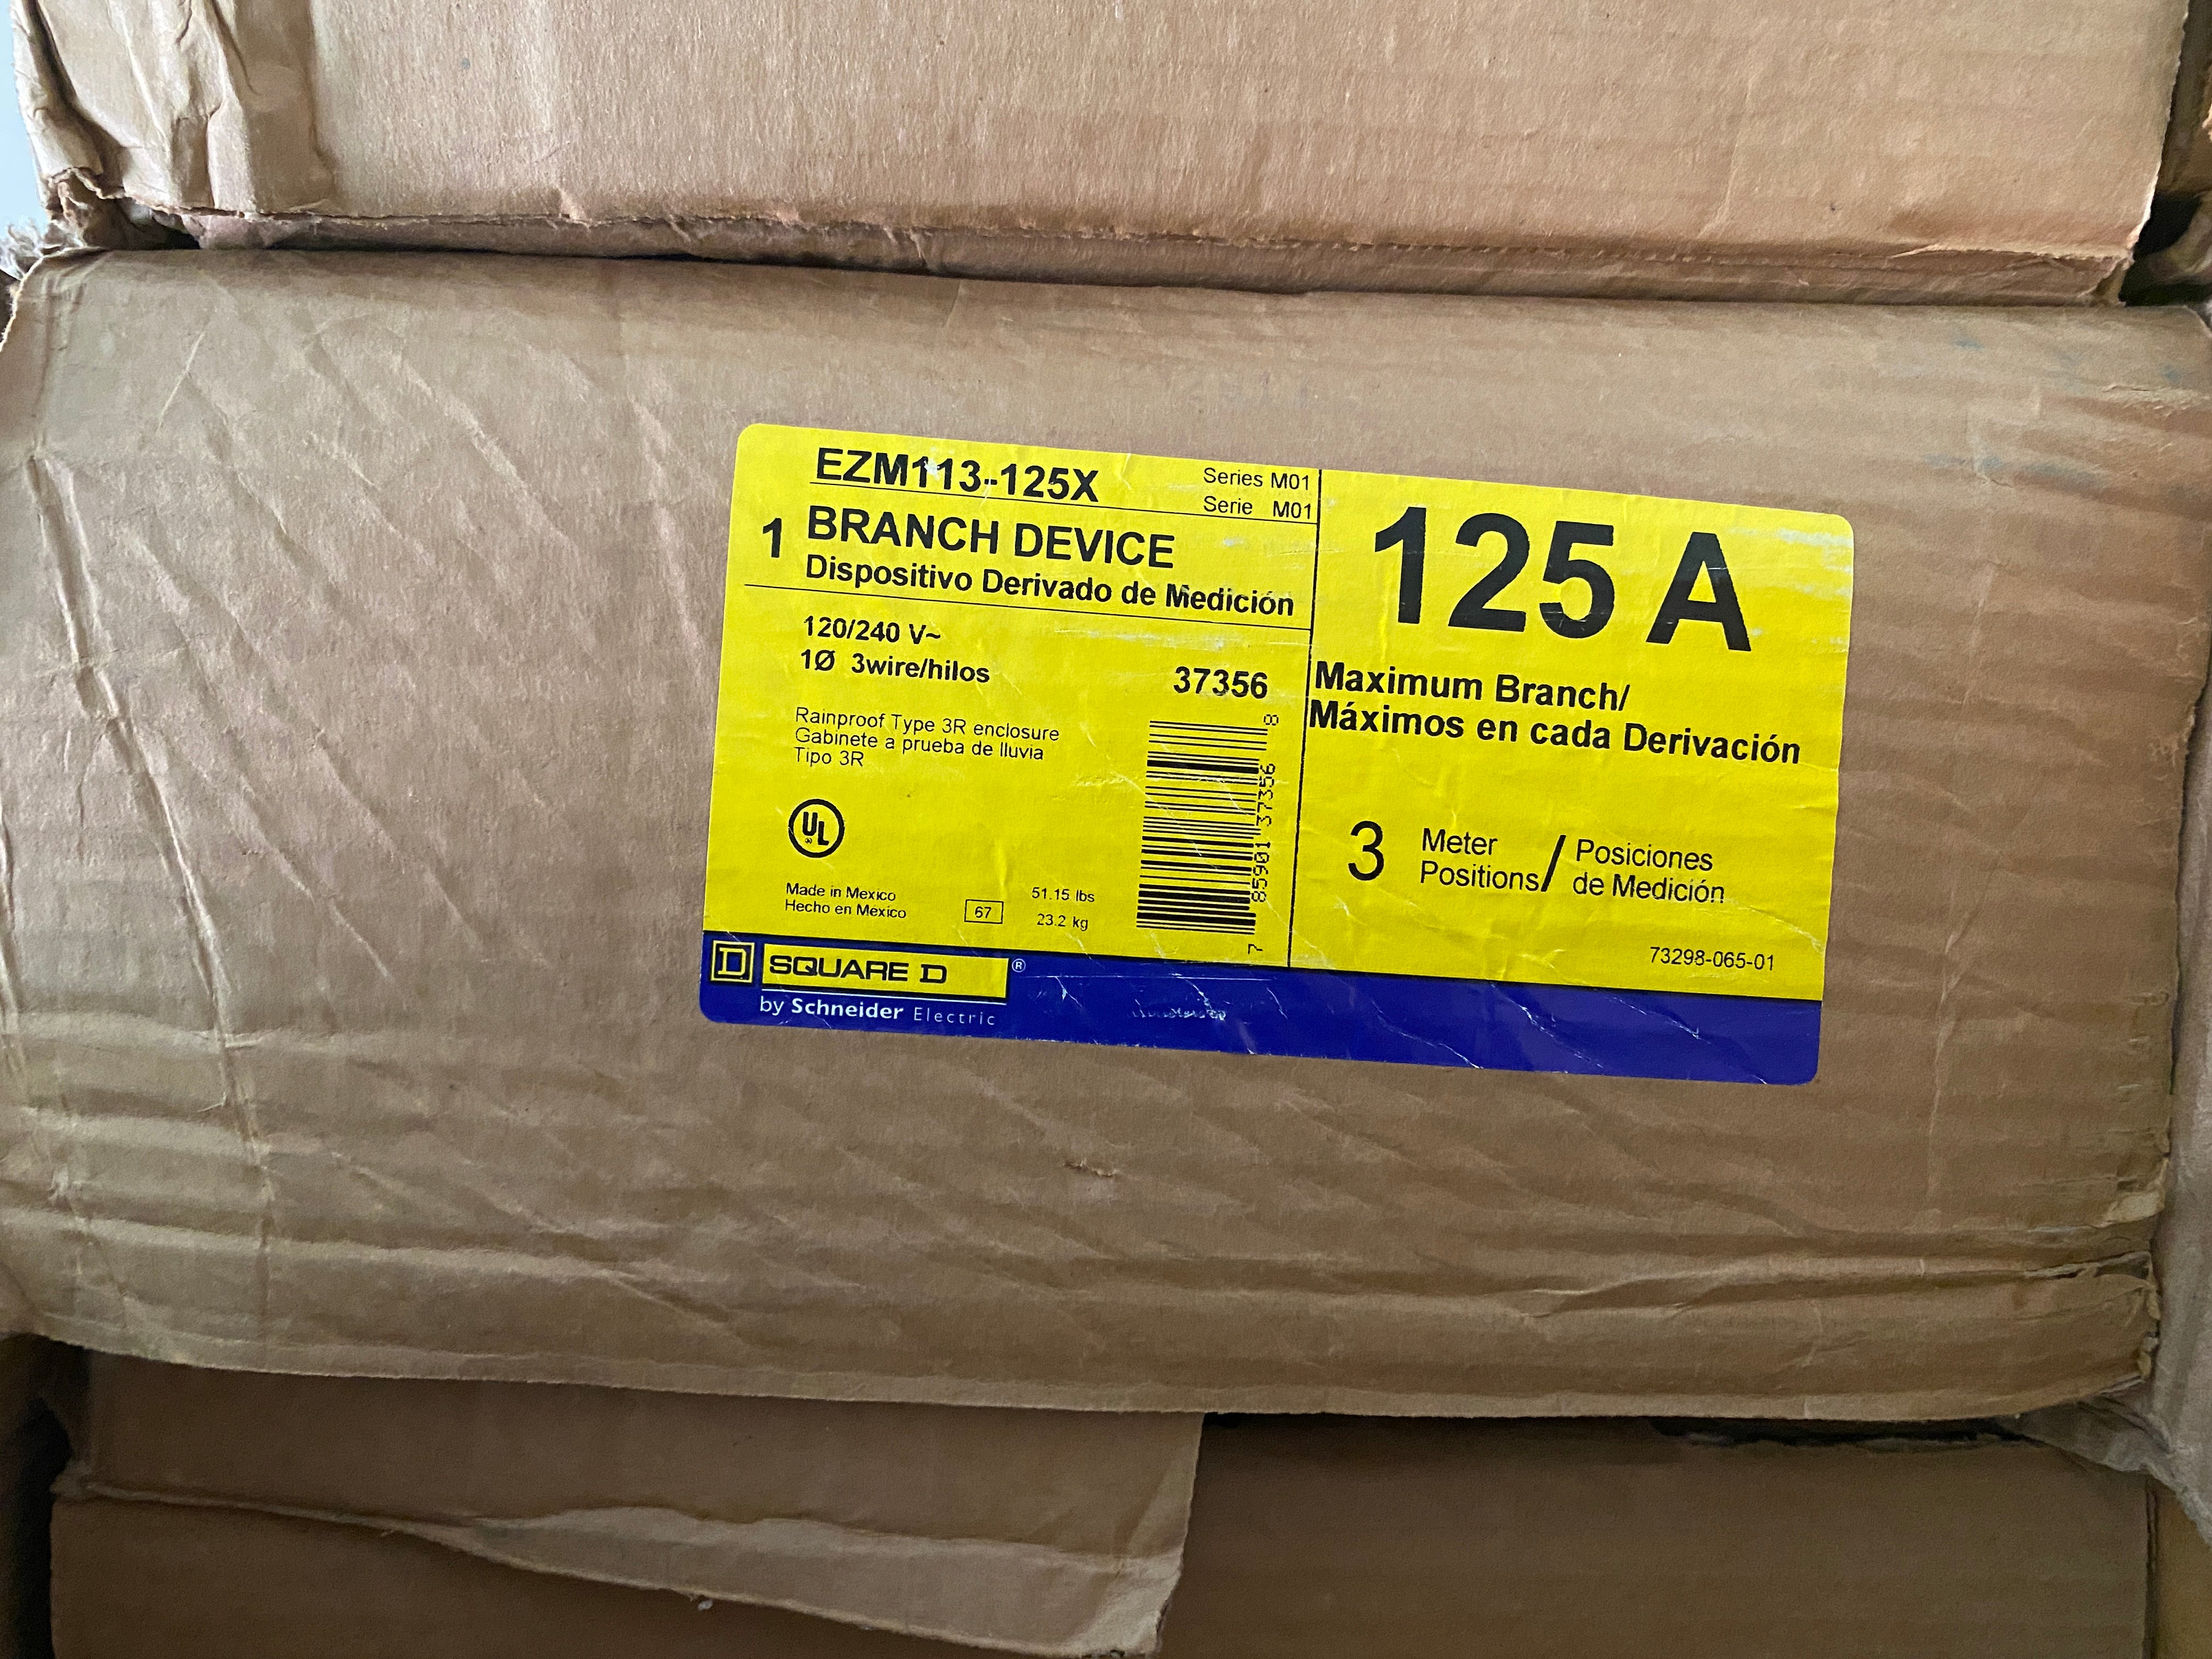 EZM113-125X
Series M01
Serie M01
1 BRANCH DEVICE
Dispositivo Derivado de Medición
120/240 V~
1Ø 3wire/hilos
37356
Rainproof Type 3R enclosure
Gabinete a prueba de lluvia
Tipo 3R
UL
7 85901 37356 8
Made in Mexico
Hecho en Mexico
67
51.15 lbs
23.2 kg
125 A
Maximum Branch/
Máximos en cada Derivación
3 Meter Positions/ Posiciones de Medición
73298-065-01
D SQUARE D ®
by Schneider Electric